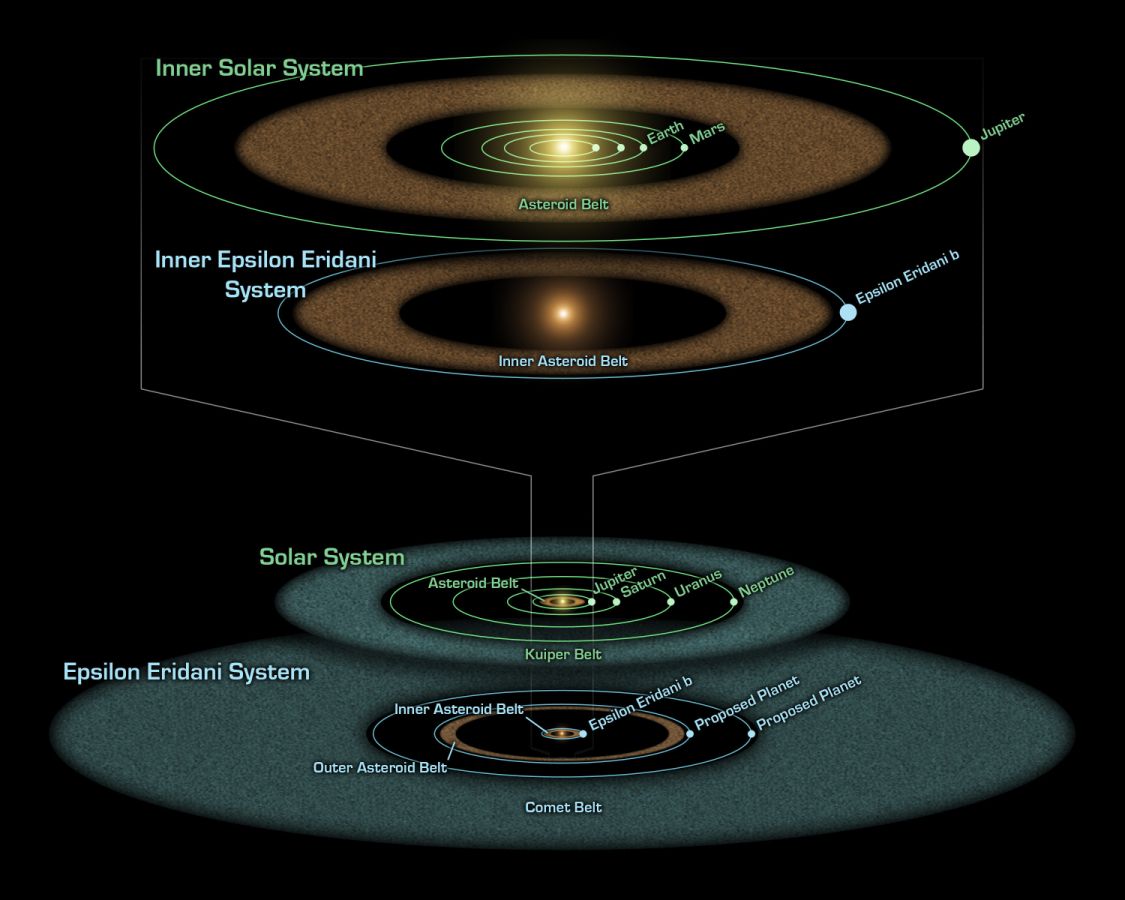 Inner Solar System
Earth
Mars
Jupiter
Asteroid Belt
Inner Epsilon Eridani
System
Epsilon Eridani b
Inner Asteroid Belt
Solar System
Asteroid Belt
Jupiter
Saturn
Uranus
Neptune
Kuiper Belt
Epsilon Eridani System
Inner Asteroid Belt
Epsilon Eridani b
Proposed Planet
Proposed Planet
Outer Asteroid Belt
Comet Belt